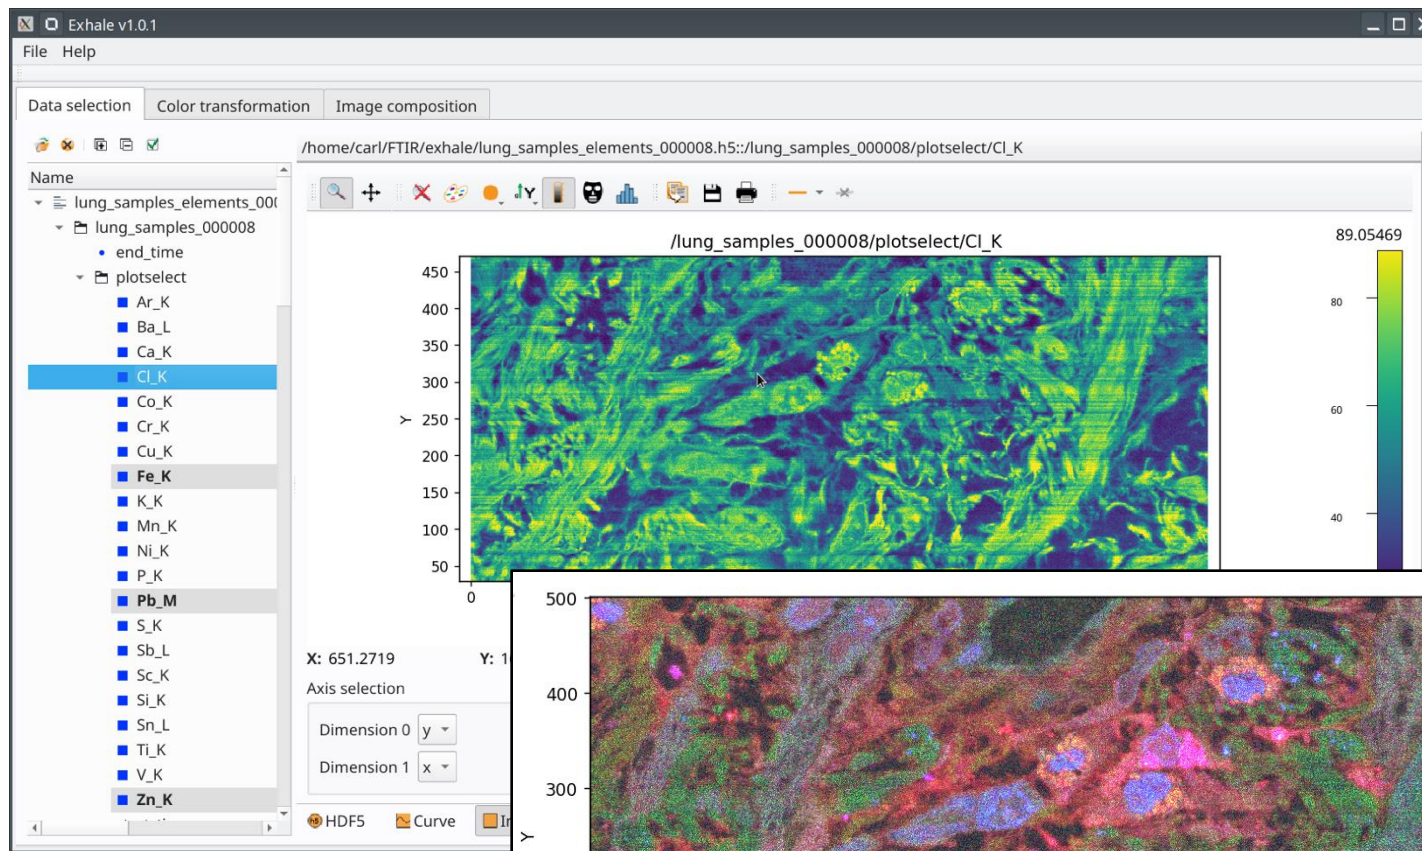 Exhale v1.0.1
File Help
Data selection Color transformation Image composition
/home/carl/FTIR/exhale/lung_samples_elements_000008.h5::/lung_samples_000008/plotselect/Cl_K
Name
lung_samples_elements_00
lung_samples_000008
end_time
plotselect
Ar_K
Ba_L
Ca_K
Cl_K
Co_K
Cr_K
Cu_K
Fe_K
K_K
Mn_K
Ni_K
P_K
Pb_M
S_K
Sb_L
Sc_K
Si_K
Sn_L
Ti_K
V_K
Zn_K
Y
/lung_samples_000008/plotselect/Cl_K
89.05469
450
400
350
300
250
200
150
100
50
Y
0
80
60
40
X: 651.2719 Y: 1
Axis selection
Dimension 0 y
Dimension 1 x
HDF5 Curve
500
400
300
Y